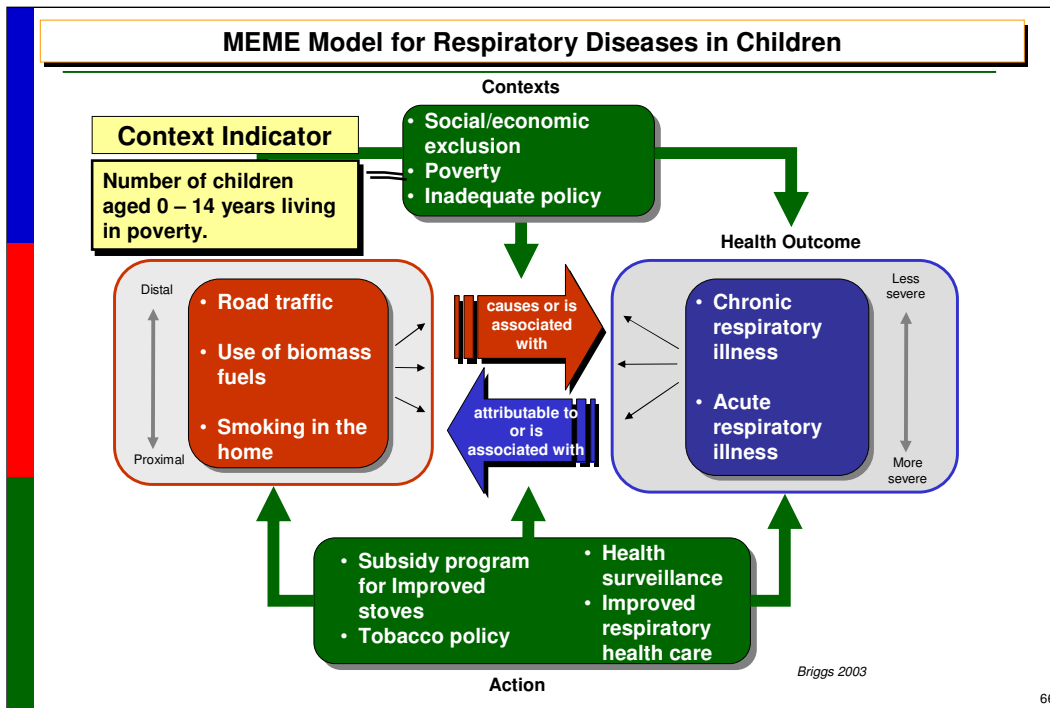 MEME Model for Respiratory Diseases in Children
Contexts
• Social/economic
exclusion
• Poverty
• Inadequate policy
Context Indicator
Number of children
aged 0 – 14 years living
in poverty.
Health Outcome
Distal
Proximal
• Road traffic
• Use of biomass
fuels
• Smoking in the
home
causes or is
associated
with
attributable to
or is
associated with
• Chronic
respiratory
illness
• Acute
respiratory
illness
Less
severe
More
severe
• Subsidy program
for Improved
stoves
• Tobacco policy
• Health
surveillance
• Improved
respiratory
health care
Action
Briggs 2003